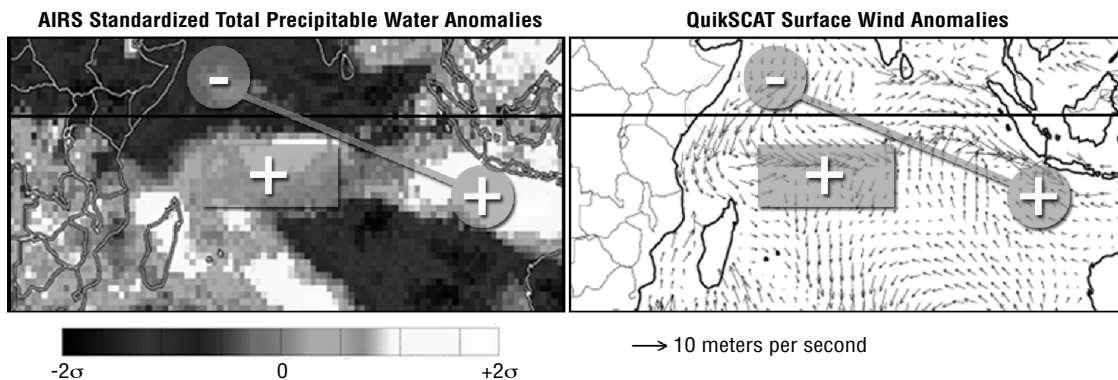 AIRS Standardized Total Precipitable Water Anomalies
QuikSCAT Surface Wind Anomalies
-
+
+
-
+
+
-2σ 0 +2σ
10 meters per second